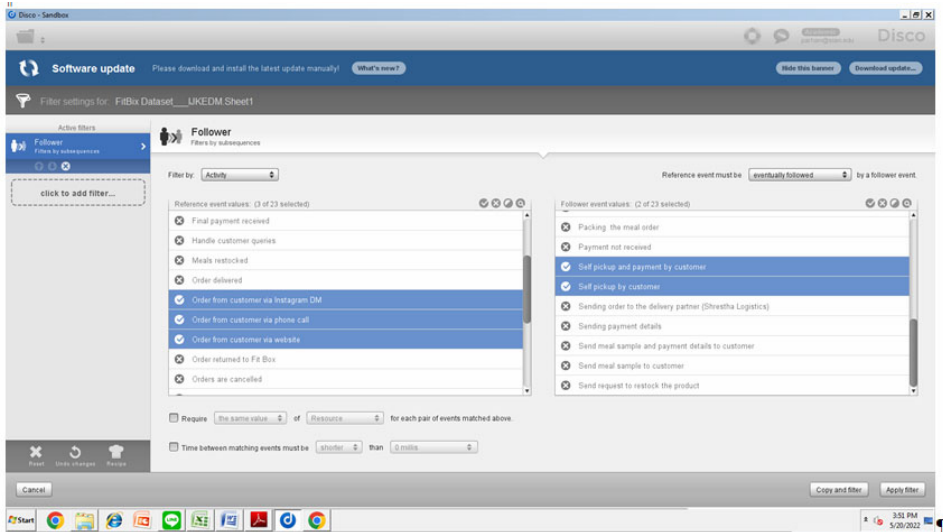 Disco - Sandbox
Disco
Software update Please download and install the latest update manually! What's new? Hide this banner Download update...
Filter settings for: FitBix Dataset___IJKEDM.Sheet1
Active filters
Follower
Filters by subsequences
click to add filter...
Follower
Filters by subsequences
Filter by: Activity
Reference event must be eventually followed by a follower event.
Reference event values: (3 of 23 selected)
Final payment received
Handle customer queries
Meals restocked
Order delivered
Order from customer via Instagram DM
Order from customer via phone call
Order from customer via website
Order returned to Fit Box
Orders are cancelled
Follower event values: (2 of 23 selected)
Packing the meal order
Payment not received
Self pickup and payment by customer
Self pickup by customer
Sending order to the delivery partner (Shrestha Logistics)
Sending payment details
Send meal sample and payment details to customer
Send meal sample to customer
Send request to restock the product
Require the same value of Resource for each pair of events matched above.
Time between matching events must be shorter than 0 millis
Reset Undo changes Recipe
Cancel Copy and filter Apply filter
Start
3:51 PM
5/20/2022